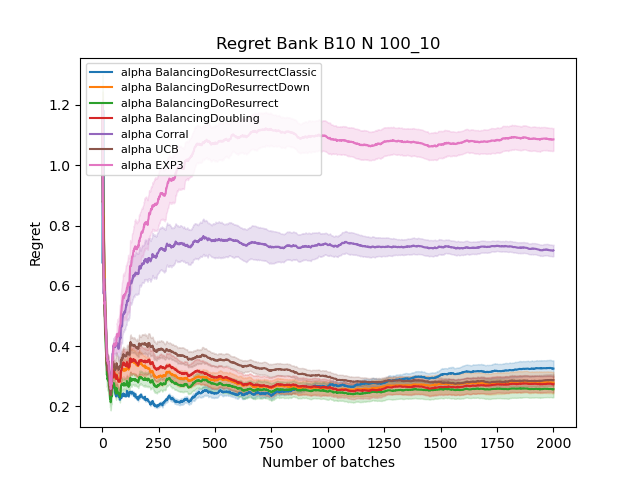 Regret Bank B10 N 100_10
alpha BalancingDoResurrectClassic
alpha BalancingDoResurrectDown
alpha BalancingDoResurrect
alpha BalancingDoubling
alpha Corral
alpha UCB
alpha EXP3
Regret
1.2
1.0
0.8
0.6
0.4
0.2
0 250 500 750 1000 1250 1500 1750 2000
Number of batches